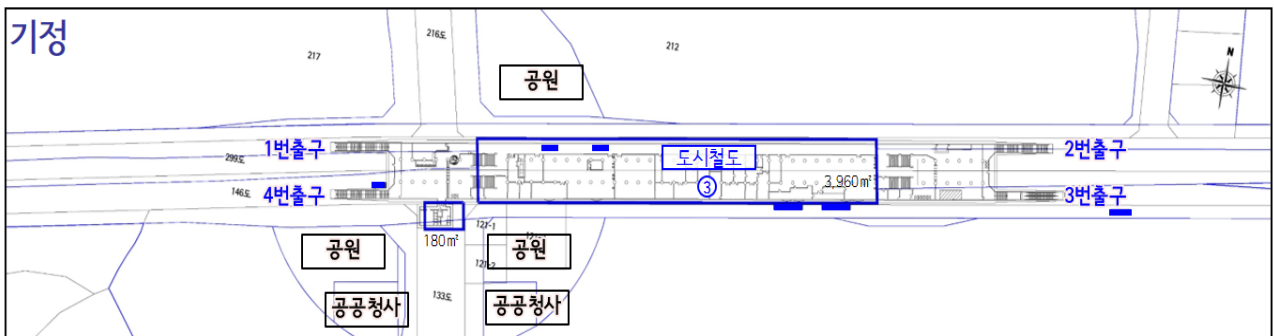 기정
217
216도
212
N
공원
1번출구
299도
146도
4번출구
도시철도
③
3,960㎡
2번출구
3번출구
180㎡
121-1
121-2
133도
공원
공원
공공청사
공공청사